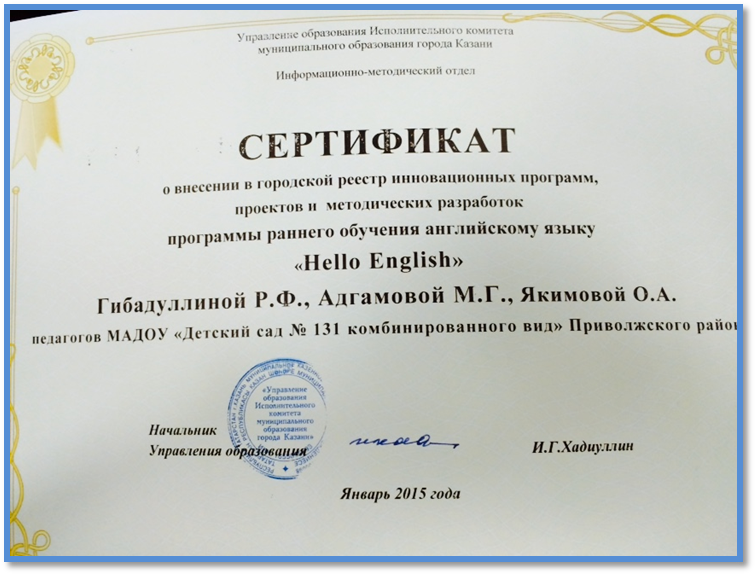 Управление образования Исполнительного комитета
муниципального образования города Казани
Информационно-методический отдел
СЕРТИФИКАТ
о внесении в городской реестр инновационных программ,
проектов и методических разработок
программы раннего обучения английскому языку
«Hello English»
Гибадуллиной Р.Ф., Адгамовой М.Г., Якимовой О.А.
педагогов МАДОУ «Детский сад № 131 комбинированного вид» Приволжского район
«Управление
образования
Исполнительного
комитета
муниципального
образования
города Казани»
Начальник
Управления образования
И.Г.Хадиуллин
Январь 2015 года